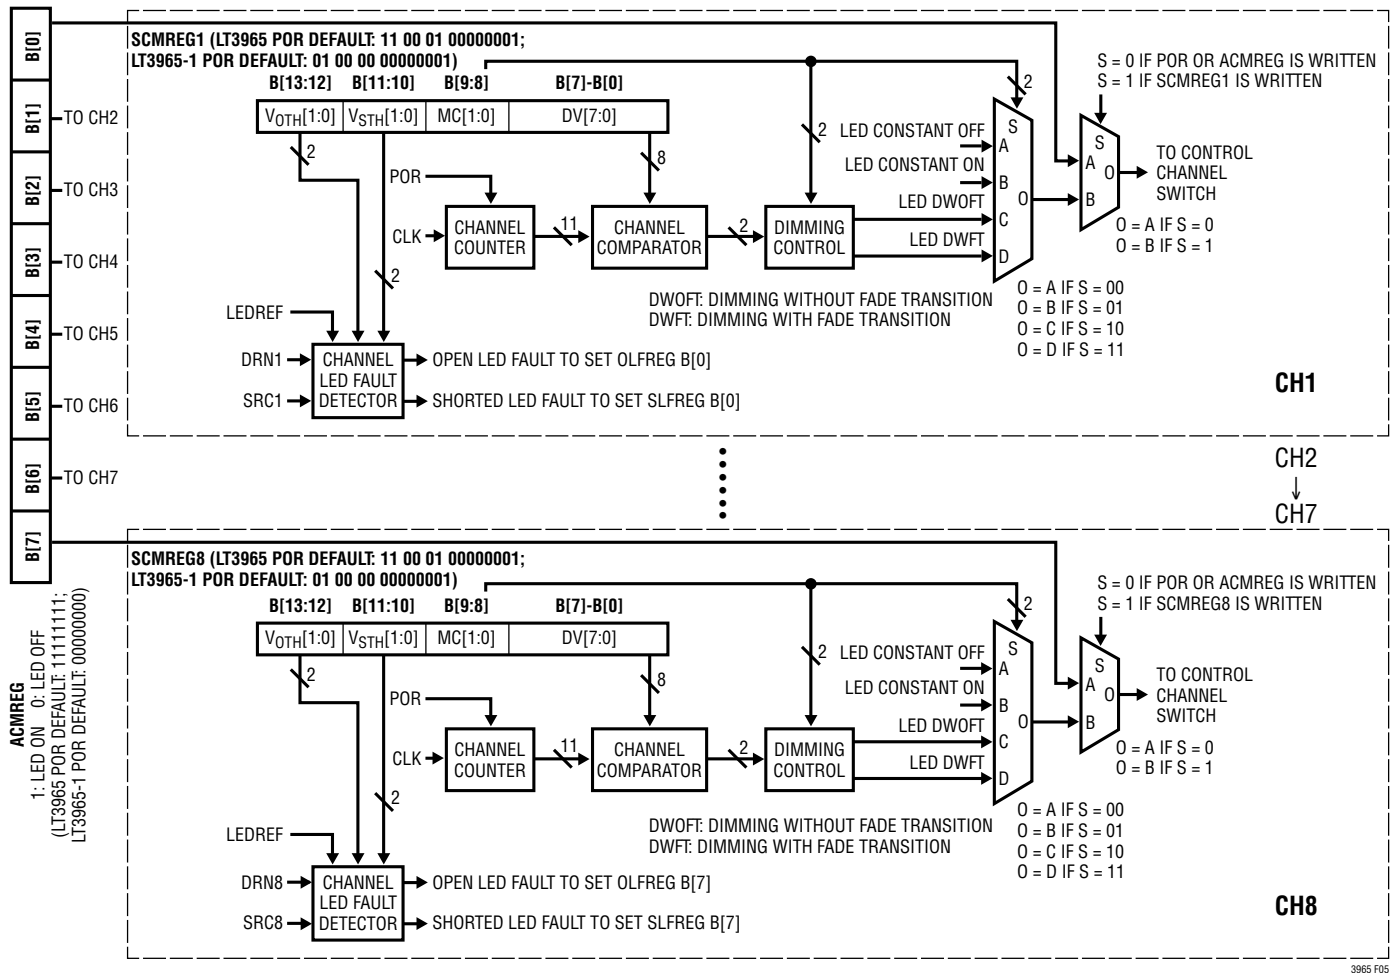 B[0]
B[1]
B[2]
B[3]
B[4]
B[5]
B[6]
B[7]
TO CH2
TO CH3
TO CH4
TO CH5
TO CH6
TO CH7
ACMREG
1: LED ON 0: LED OFF
(LT3965 POR DEFAULT: 11111111;
LT3965-1 POR DEFAULT: 00000000)
SCMREG1 (LT3965 POR DEFAULT: 11 00 01 00000001;
LT3965-1 POR DEFAULT: 01 00 00 00000001)
B[13:12] B[11:10] B[9:8] B[7]-B[0]
VOTH[1:0] VSTH[1:0] MC[1:0] DV[7:0]
2
2
8
2
2
POR
CLK
CHANNEL
COUNTER
11
CHANNEL
COMPARATOR
2
DIMMING
CONTROL
LED CONSTANT OFF
LED CONSTANT ON
LED DWOFT
LED DWFT
S
A
B
C
D
O
S = 0 IF POR OR ACMREG IS WRITTEN
S = 1 IF SCMREG1 IS WRITTEN
S
A
B
O
TO CONTROL
CHANNEL
SWITCH
O = A IF S = 0
O = B IF S = 1
DWOFT: DIMMING WITHOUT FADE TRANSITION
DWFT: DIMMING WITH FADE TRANSITION
O = A IF S = 00
O = B IF S = 01
O = C IF S = 10
O = D IF S = 11
LEDREF
DRN1
SRC1
CHANNEL
LED FAULT
DETECTOR
OPEN LED FAULT TO SET OLFREG B[0]
SHORTED LED FAULT TO SET SLFREG B[0]
CH1
CH2
CH7
SCMREG8 (LT3965 POR DEFAULT: 11 00 01 00000001;
LT3965-1 POR DEFAULT: 01 00 00 00000001)
B[13:12] B[11:10] B[9:8] B[7]-B[0]
VOTH[1:0] VSTH[1:0] MC[1:0] DV[7:0]
2
2
8
2
2
POR
CLK
CHANNEL
COUNTER
11
CHANNEL
COMPARATOR
2
DIMMING
CONTROL
LED CONSTANT OFF
LED CONSTANT ON
LED DWOFT
LED DWFT
S
A
B
C
D
O
S = 0 IF POR OR ACMREG IS WRITTEN
S = 1 IF SCMREG8 IS WRITTEN
S
A
B
O
TO CONTROL
CHANNEL
SWITCH
O = A IF S = 0
O = B IF S = 1
DWOFT: DIMMING WITHOUT FADE TRANSITION
DWFT: DIMMING WITH FADE TRANSITION
O = A IF S = 00
O = B IF S = 01
O = C IF S = 10
O = D IF S = 11
LEDREF
DRN8
SRC8
CHANNEL
LED FAULT
DETECTOR
OPEN LED FAULT TO SET OLFREG B[7]
SHORTED LED FAULT TO SET SLFREG B[7]
CH8
3965 F05